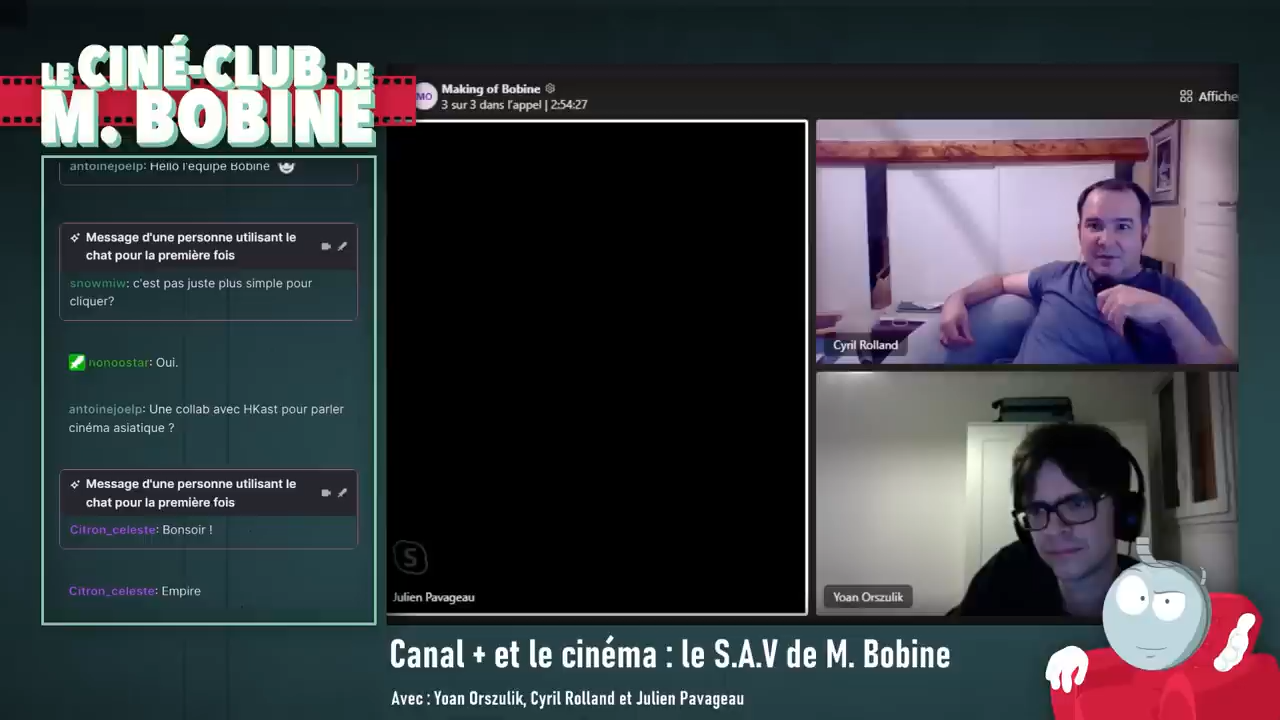 LE CINÉ-CLUB DE
M. BOBINE
antoinejoelp: Hello l'equipe Bobine
Message d'une personne utilisant le
chat pour la première fois
snowmiw: c'est pas juste plus simple pour
cliquer?
nonoostar: Oui.
antoinejoelp: Une collab avec HKast pour parler
cinéma asiatique ?
Message d'une personne utilisant le
chat pour la première fois
Citron_celeste: Bonsoir !
Citron_celeste: Empire
MO
Making of Bobine
3 sur 3 dans l'appel | 2:54:27
Affiche
Cyril Rolland
S
Julien Pavageau
Yoan Orszulik
Canal + et le cinéma : le S.A.V de M. Bobine
Avec : Yoan Orszulik, Cyril Rolland et Julien Pavageau